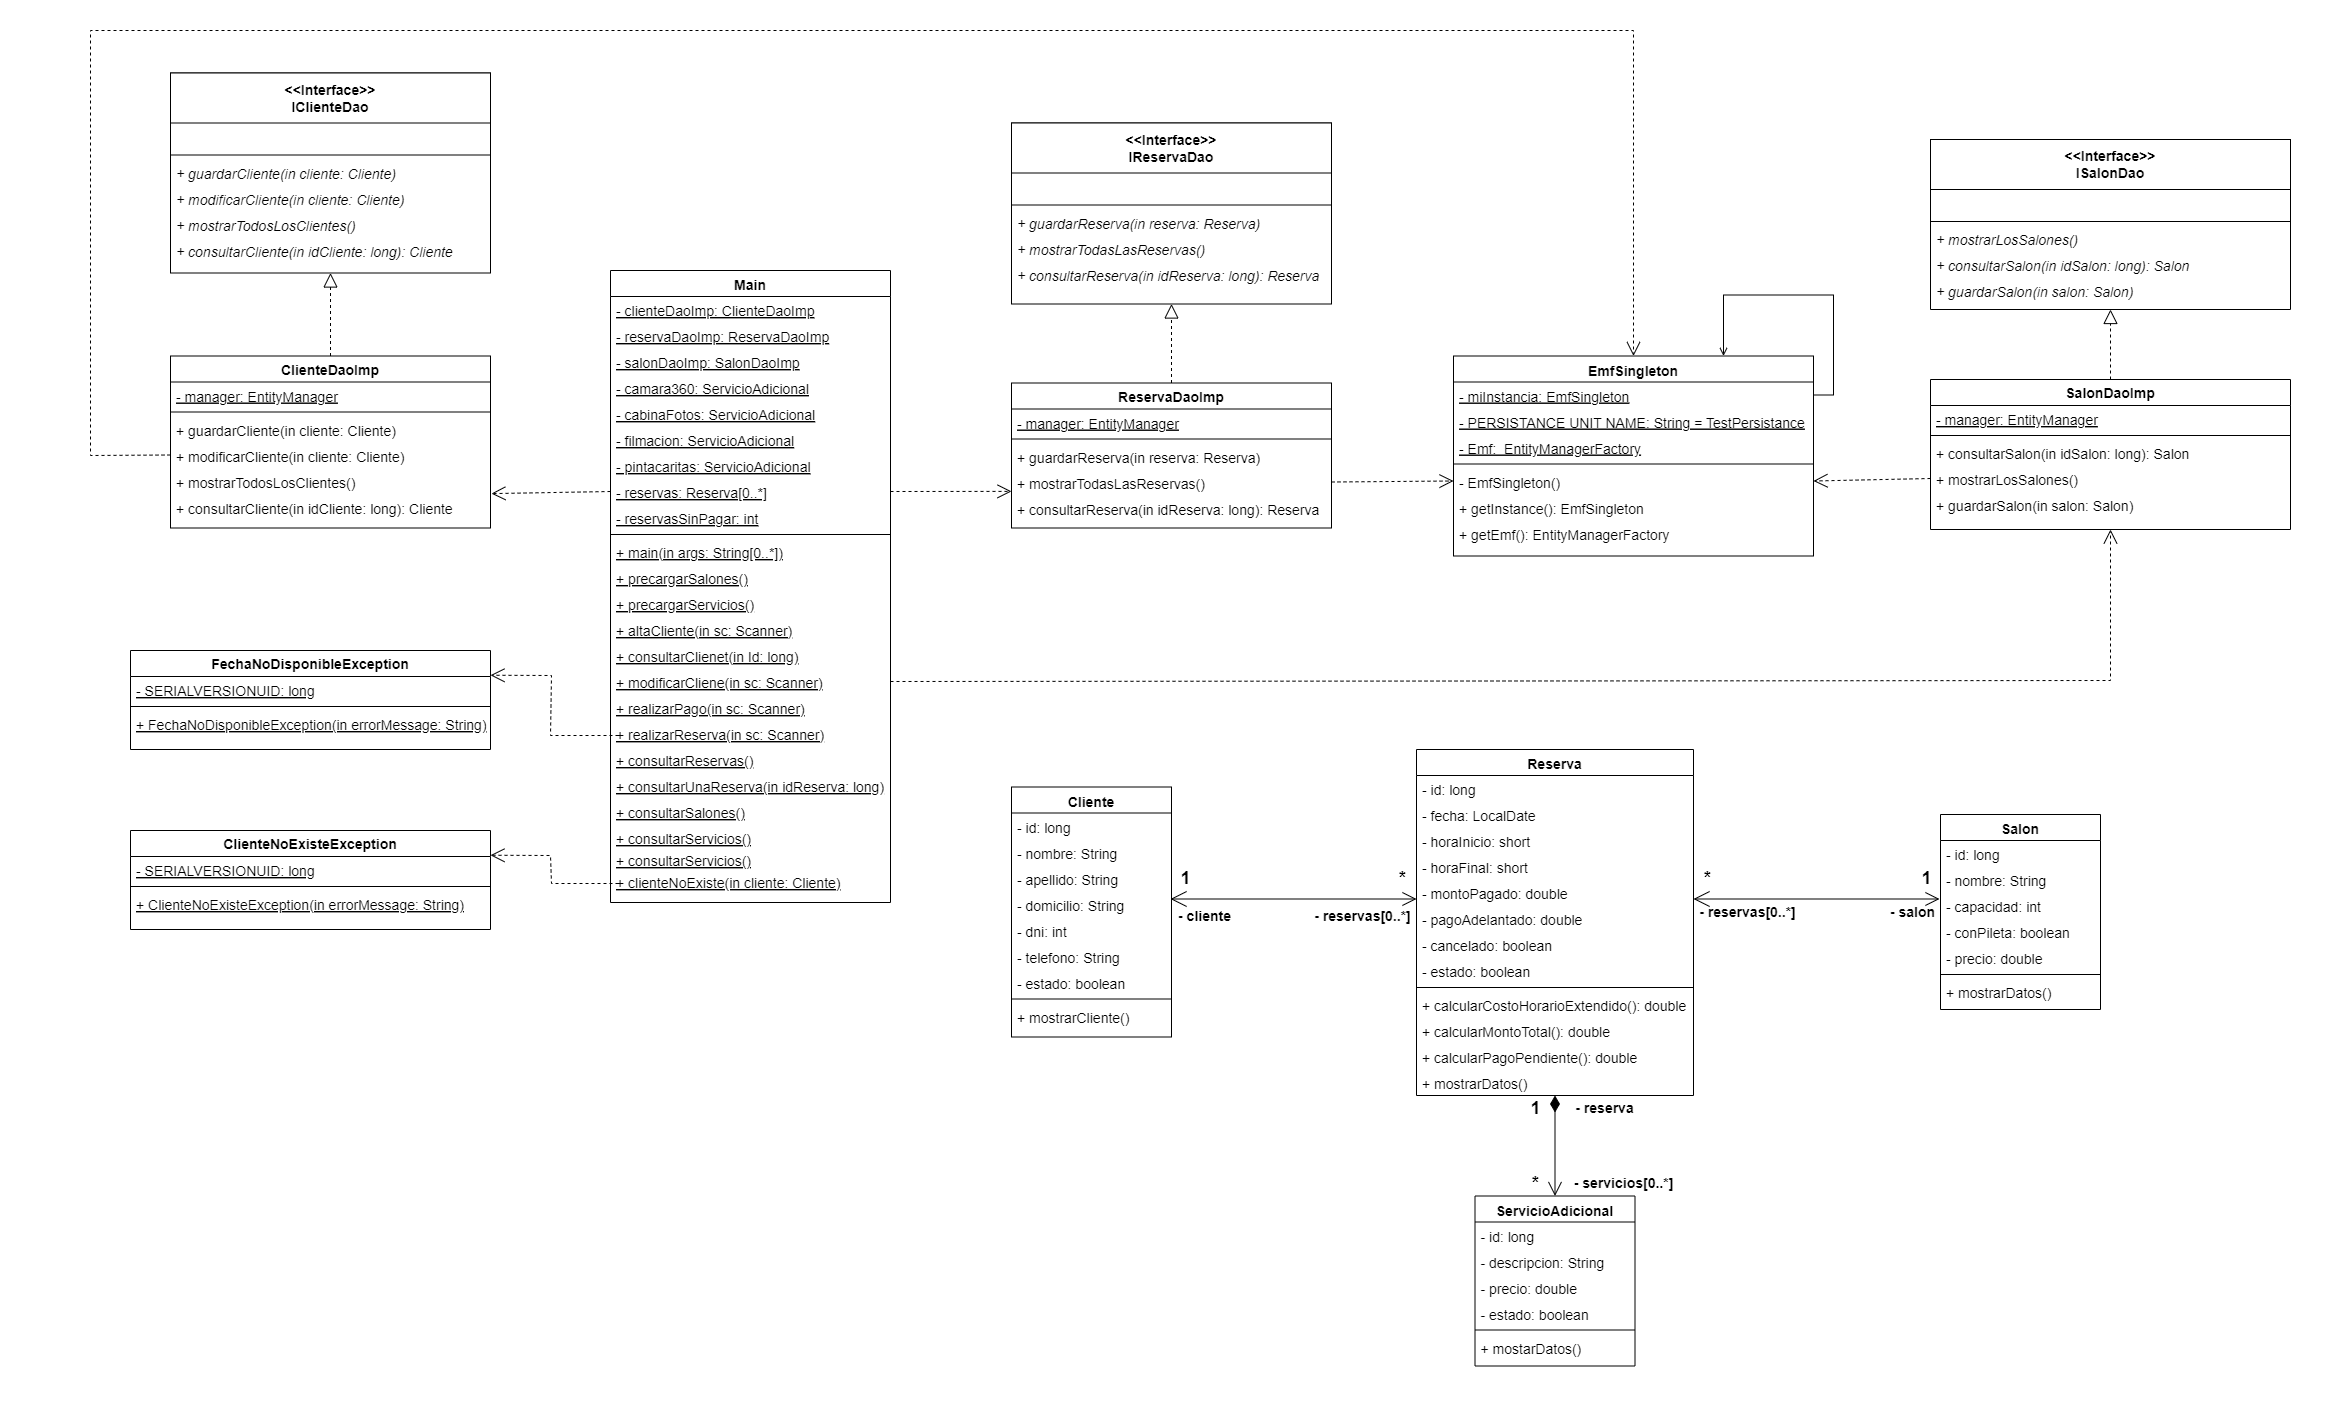 <<Interface>>
IClienteDao
+ guardarCliente(in cliente: Cliente)
+ modificarCliente(in cliente: Cliente)
+ mostrarTodosLosClientes()
+ consultarCliente(in idCliente: long): Cliente
ClienteDaoImp
- manager: EntityManager
+ guardarCliente(in cliente: Cliente)
+ modificarCliente(in cliente: Cliente)
+ mostrarTodosLosClientes()
+ consultarCliente(in idCliente: long): Cliente
Main
- clienteDaoImp: ClienteDaoImp
- reservaDaoImp: ReservaDaoImp
- salonDaoImp: SalonDaoImp
- camara360: ServicioAdicional
- cabinaFotos: ServicioAdicional
- filmacion: ServicioAdicional
- pintacaritas: ServicioAdicional
- reservas: Reserva[0..*]
- reservasSinPagar: int
+ main(in args: String[0..*])
+ precargarSalones()
+ precargarServicios()
+ altaCliente(in sc: Scanner)
+ consultarClienet(in Id: long)
+ modificarCliene(in sc: Scanner)
+ realizarPago(in sc: Scanner)
+ realizarReserva(in sc: Scanner)
+ consultarReservas()
+ consultarUnaReserva(in idReserva: long)
+ consultarSalones()
+ consultarServicios()
+ consultarServicios()
+ clienteNoExiste(in cliente: Cliente)
<<Interface>>
IReservaDao
+ guardarReserva(in reserva: Reserva)
+ mostrarTodasLasReservas()
+ consultarReserva(in idReserva: long): Reserva
ReservaDaoImp
- manager: EntityManager
+ guardarReserva(in reserva: Reserva)
+ mostrarTodasLasReservas()
+ consultarReserva(in idReserva: long): Reserva
EmfSingleton
- miInstancia: EmfSingleton
- PERSISTANCE UNIT NAME: String = TestPersistance
- Emf:  EntityManagerFactory
- EmfSingleton()
+ getInstance(): EmfSingleton
+ getEmf(): EntityManagerFactory
<<Interface>>
ISalonDao
+ mostrarLosSalones()
+ consultarSalon(in idSalon: long): Salon
+ guardarSalon(in salon: Salon)
SalonDaoImp
- manager: EntityManager
+ consultarSalon(in idSalon: long): Salon
+ mostrarLosSalones()
+ guardarSalon(in salon: Salon)
FechaNoDisponibleException
- SERIALVERSIONUID: long
+ FechaNoDisponibleException(in errorMessage: String)
ClienteNoExisteException
- SERIALVERSIONUID: long
+ ClienteNoExisteException(in errorMessage: String)
Cliente
- id: long
- nombre: String
- apellido: String
- domicilio: String
- dni: int
- telefono: String
- estado: boolean
+ mostrarCliente()
1
*
- cliente
- reservas[0..*]
Reserva
- id: long
- fecha: LocalDate
- horaInicio: short
- horaFinal: short
- montoPagado: double
- pagoAdelantado: double
- cancelado: boolean
- estado: boolean
+ calcularCostoHorarioExtendido(): double
+ calcularMontoTotal(): double
+ calcularPagoPendiente(): double
+ mostrarDatos()
*
1
- reservas[0..*]
- salon
Salon
- id: long
- nombre: String
- capacidad: int
- conPileta: boolean
- precio: double
+ mostrarDatos()
1
- reserva
*
- servicios[0..*]
ServicioAdicional
- id: long
- descripcion: String
- precio: double
- estado: boolean
+ mostarDatos()